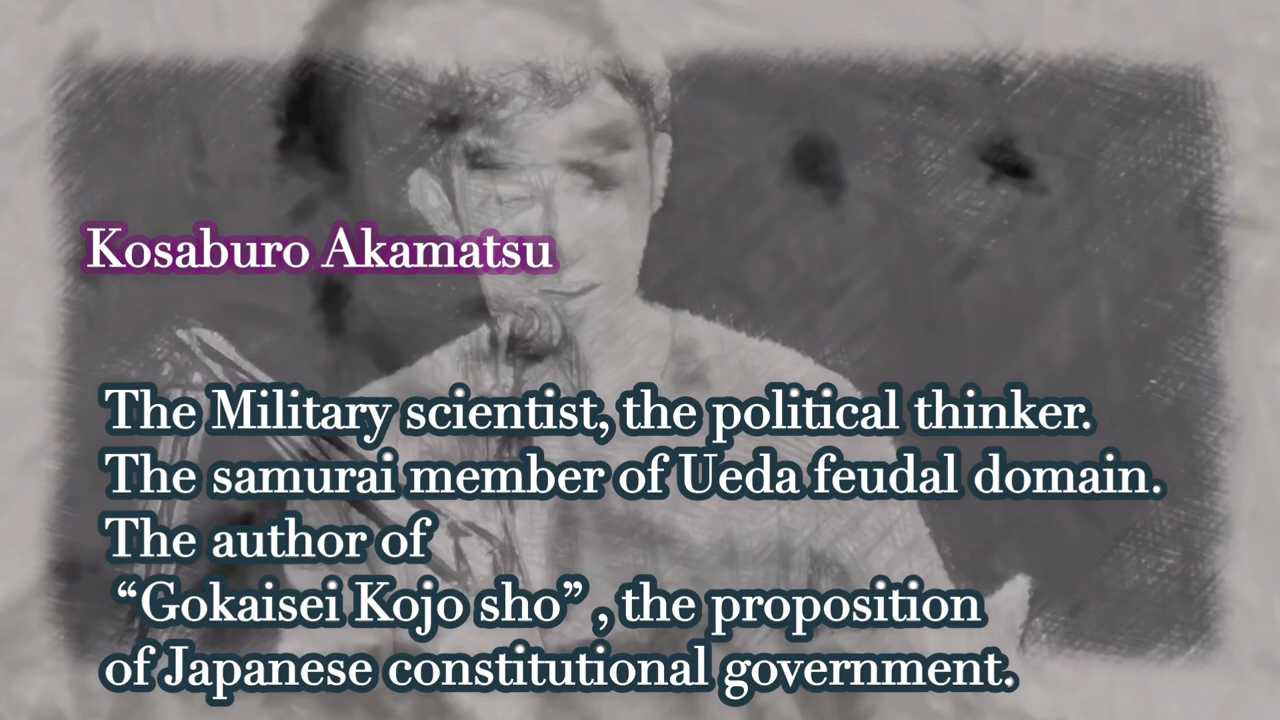 Kosaburo Akamatsu
The Military scientist, the political thinker.
The samurai member of Ueda feudal domain.
The author of
“Gokaisei Kojo sho” , the proposition
of Japanese constitutional government.